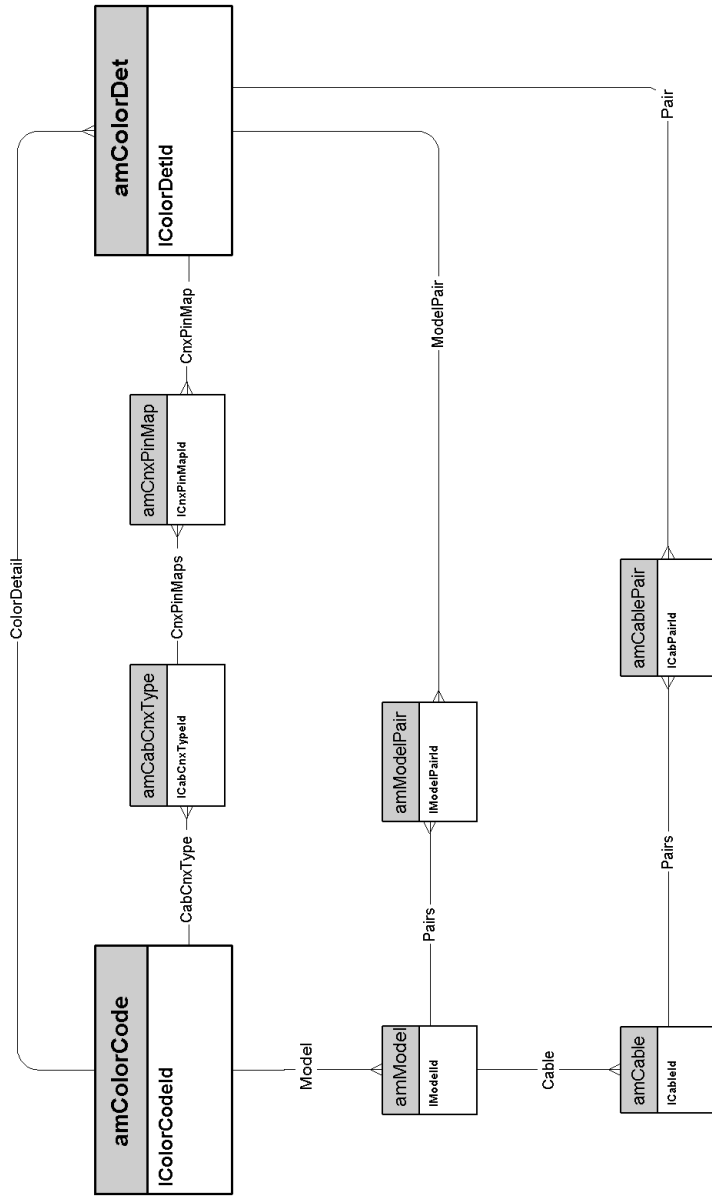 ColorDetail
amColorCode
lColorCodeId
CabCnxType
amCabCnxType
lCabCnxTypeId
CnxPinMaps
amCnxPinMap
lCnxPinMapId
CnxPinMap
amColorDet
lColorDetId
Model
amModel
lModelId
Pairs
amModelPair
lModelPairId
ModelPair
Cable
amCable
lCableId
Pairs
amCablePair
lCabPairId
Pair